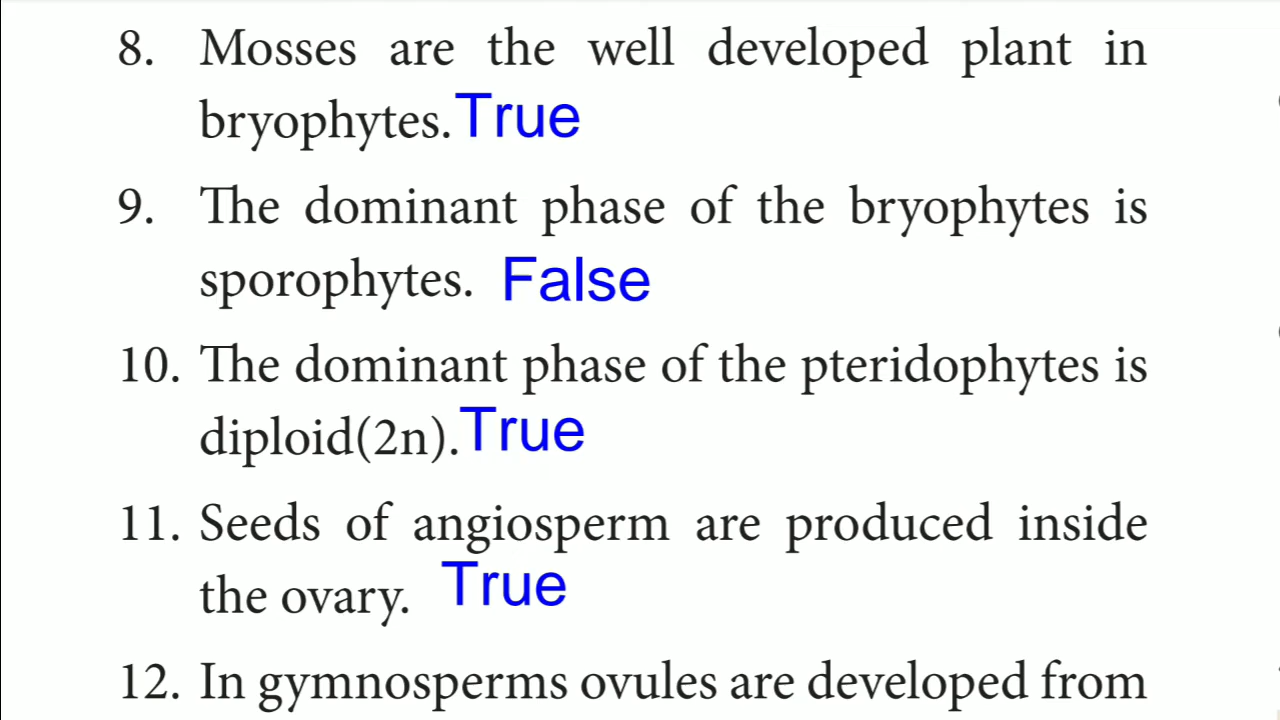 8. Mosses are the well developed plant in
bryophytes. True
9. The dominant phase of the bryophytes is
sporophytes. False
10. The dominant phase of the pteridophytes is
diploid(2n). True
11. Seeds of angiosperm are produced inside
the ovary. True
12. In gymnosperms ovules are developed from